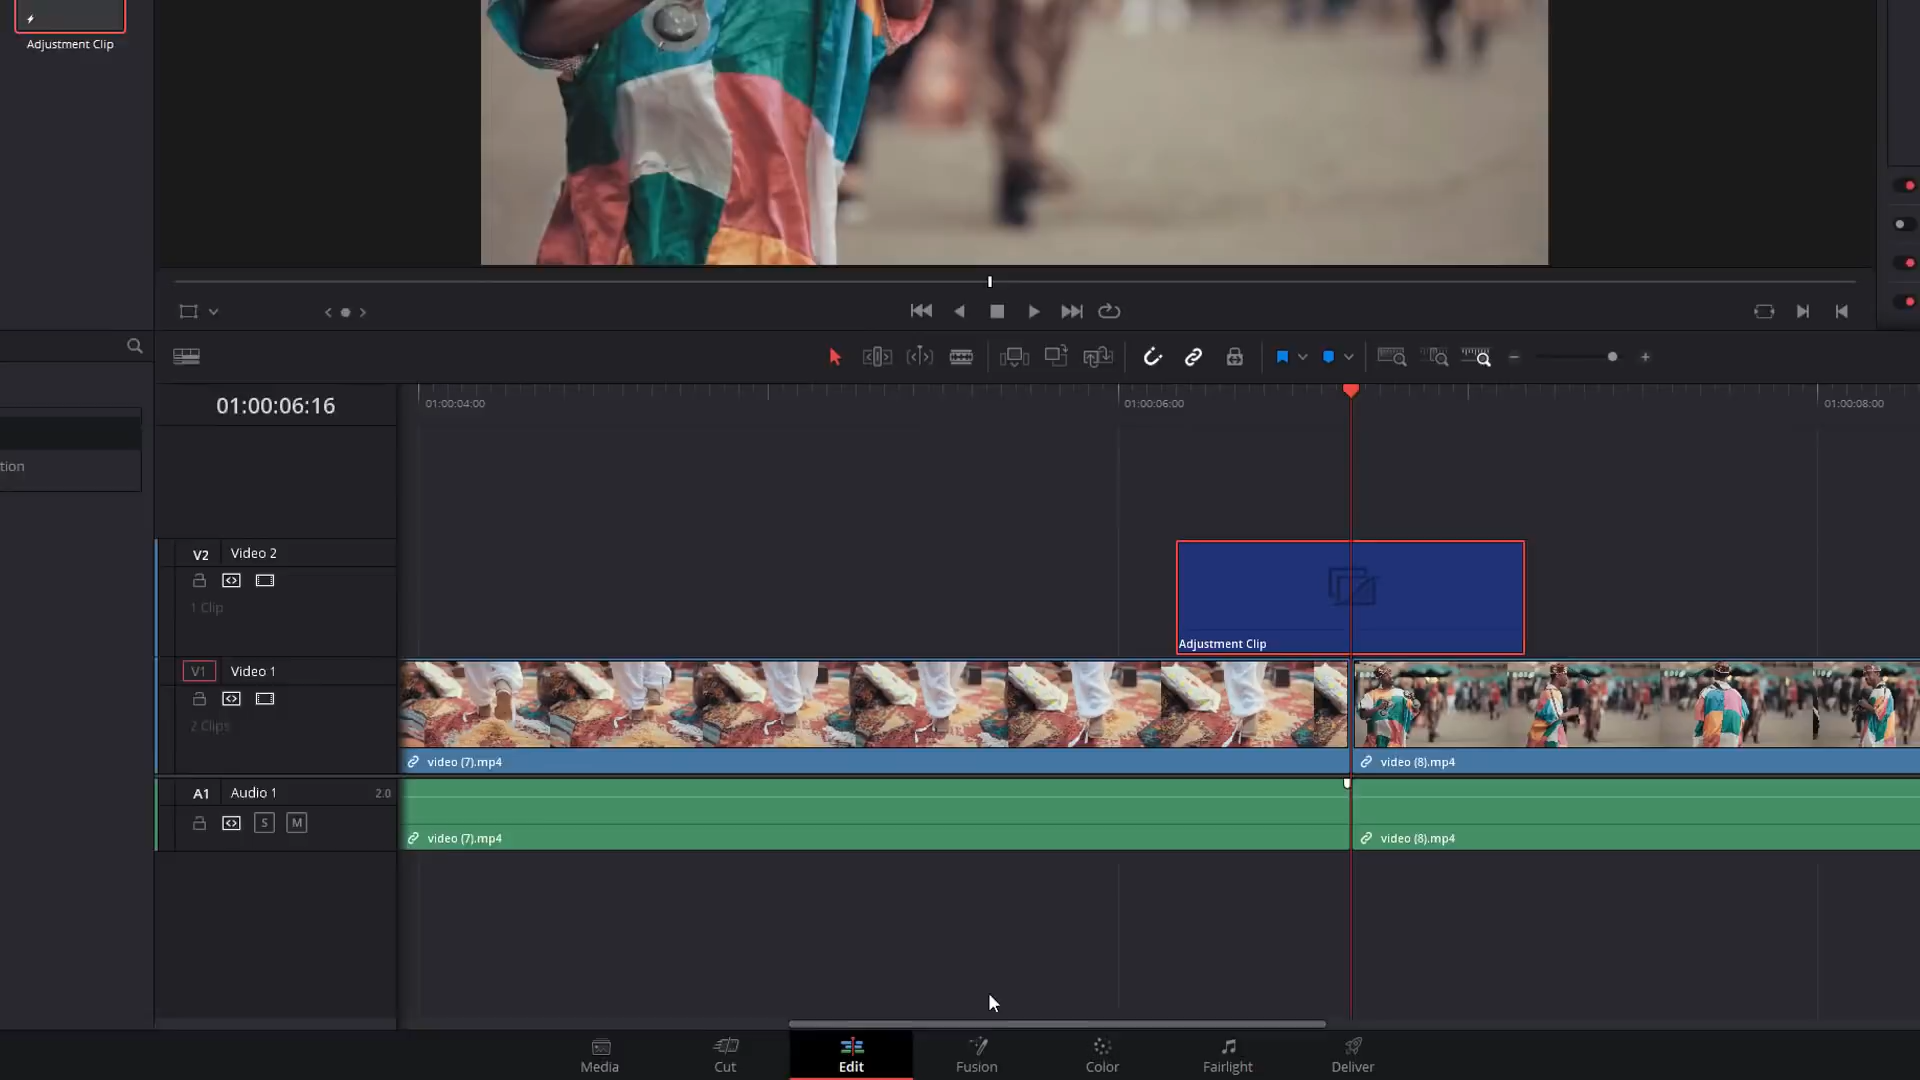 Adjustment Clip
01:00:06:16
01:00:04:00
01:00:06:00
01:00:08:00
tion
V2 Video 2
1 Clip
Adjustment Clip
V1 Video 1
2 Clips
video (7).mp4
video (8).mp4
A1 Audio 1 2.0
S M
video (7).mp4
video (8).mp4
Media
Cut
Edit
Fusion
Color
Fairlight
Deliver